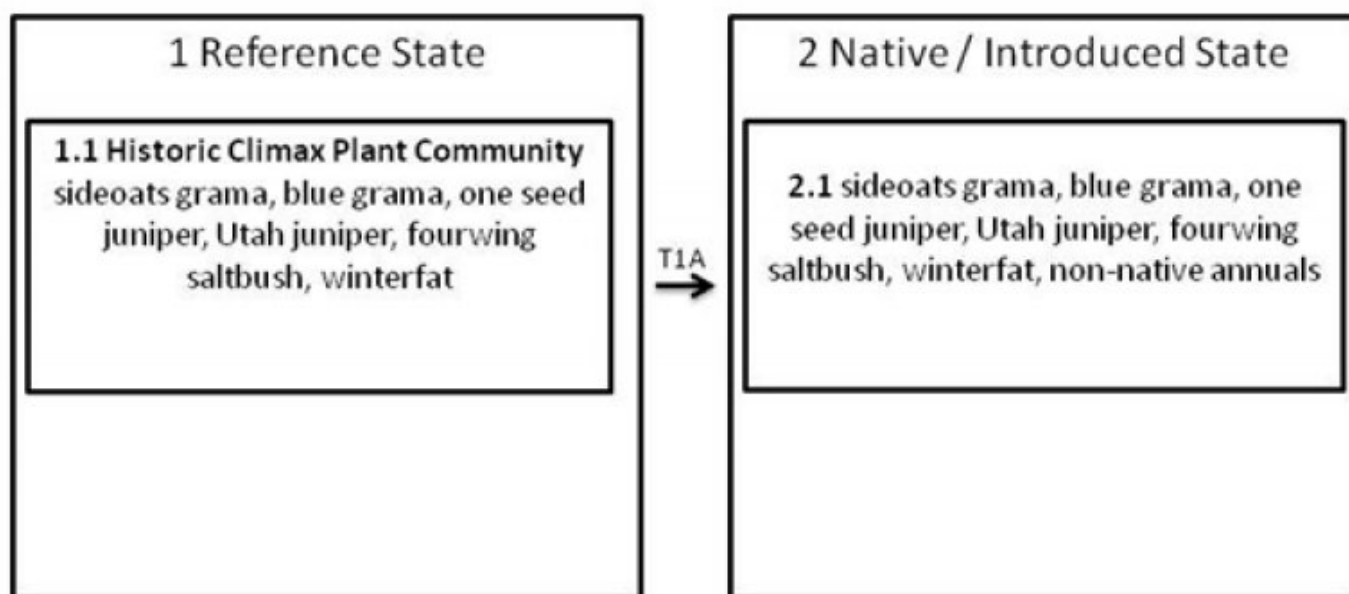 1 Reference State
1.1 Historic Climax Plant Community
sideoats grama, blue grama, one seed
juniper, Utah juniper, fourwing
saltbush, winterfat
T1A
2 Native / Introduced State
2.1 sideoats grama, blue grama, one
seed juniper, Utah juniper, fourwing
saltbush, winterfat, non-native annuals